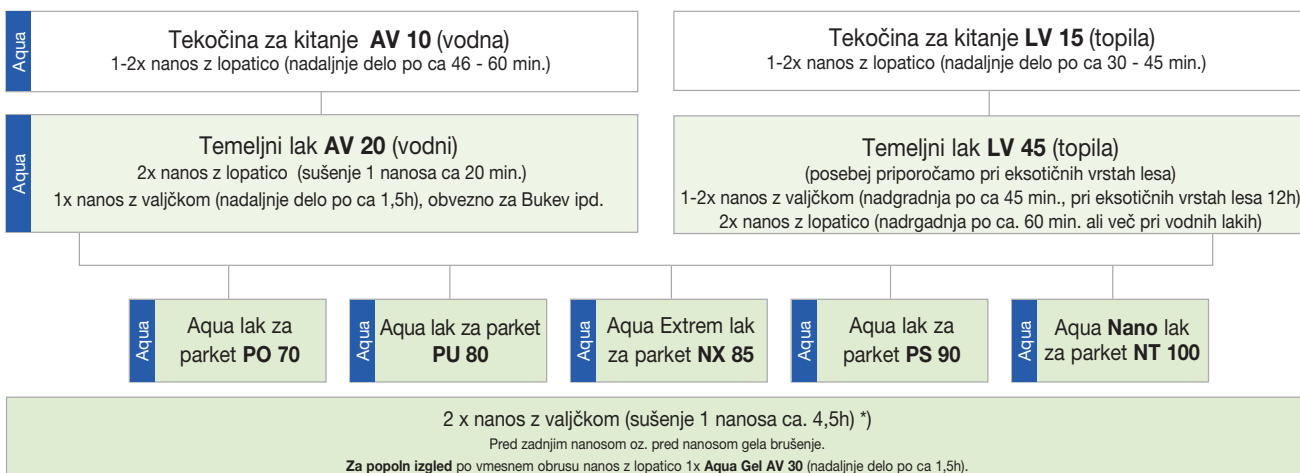 Aqua
Tekočina za kitanje AV 10 (vodna)
1-2x nanos z lopatico (nadaljnje delo po ca 46 - 60 min.)
Tekočina za kitanje LV 15 (topila)
1-2x nanos z lopatico (nadaljnje delo po ca 30 - 45 min.)
Aqua
Temeljni lak AV 20 (vodni)
2x nanos z lopatico (sušenje 1 nanosa ca 20 min.)
1x nanos z valjčkom (nadaljnje delo po ca 1,5h), obvezno za Bukev ipd.
Temeljni lak LV 45 (topila)
(posebej priporočamo pri eksotičnih vrstah lesa)
1-2x nanos z valjčkom (nadgradnja po ca 45 min., pri eksotičnih vrstah lesa 12h)
2x nanos z lopatico (nadrgadnja po ca. 60 min. ali več pri vodnih lakih)
Aqua
Aqua lak za
parket PO 70
Aqua
Aqua lak za parket
PU 80
Aqua
Aqua Extrem lak
za parket NX 85
Aqua
Aqua lak za
parket PS 90
Aqua
Aqua Nano lak
za parket NT 100
2 x nanos z valjčkom (sušenje 1 nanosa ca. 4,5h) *)
Pred zadnjim nanosom oz. pred nanosom gela brušenje.
Za popoln izgled po vmesnem obrusu nanos z lopatico 1x Aqua Gel AV 30 (nadaljnje delo po ca 1,5h).